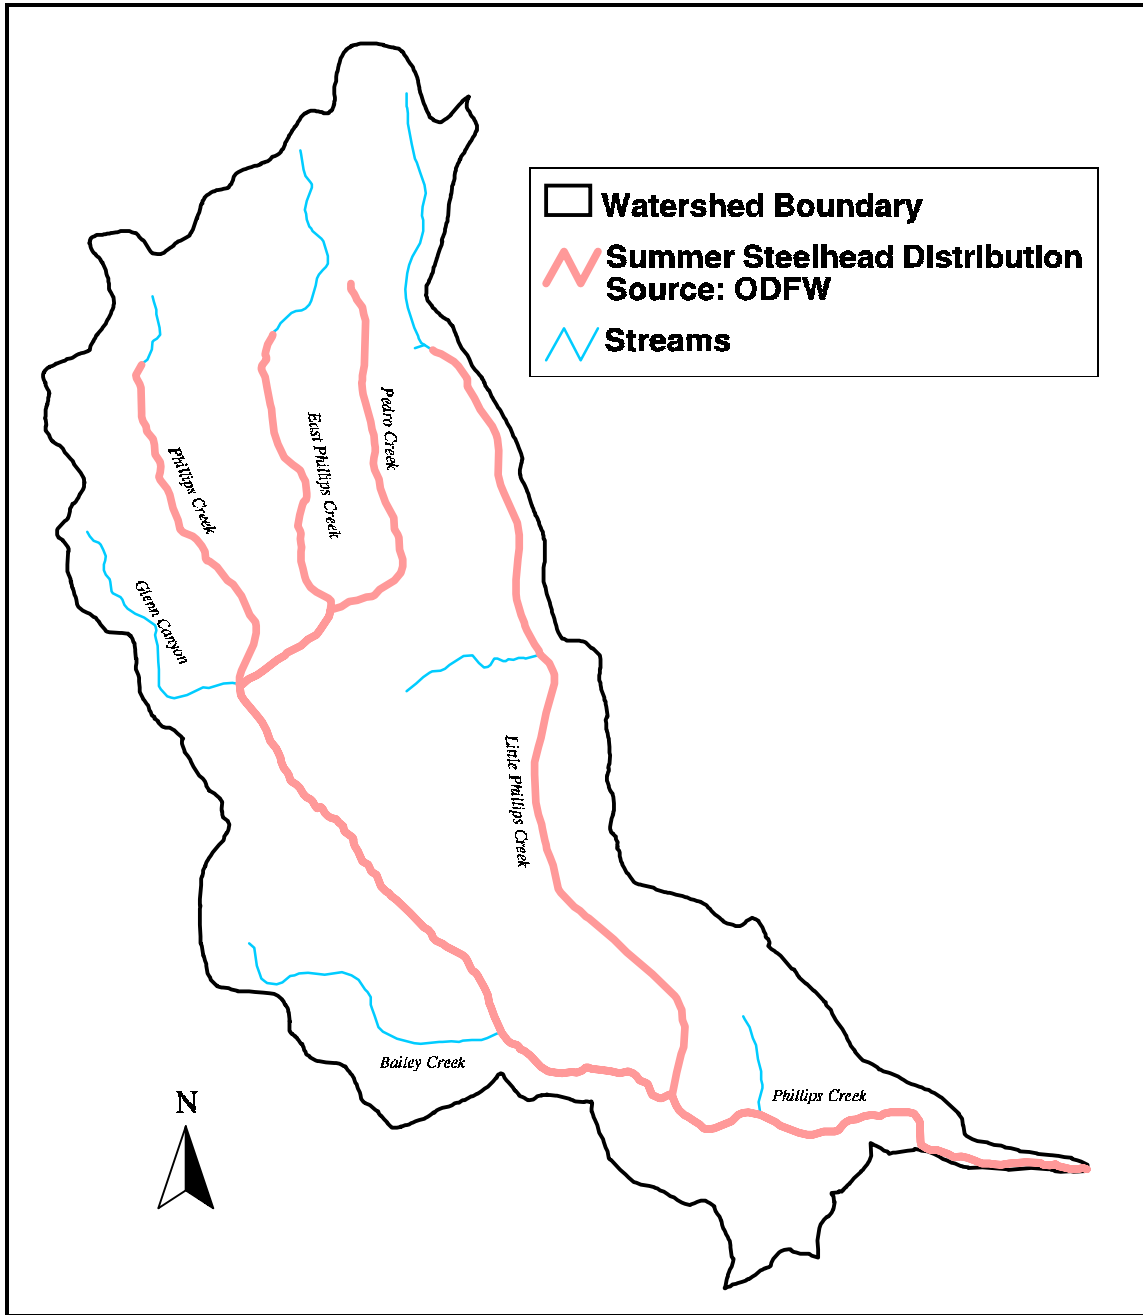 Watershed Boundary
Summer Steelhead Distribution
Source: ODFW
Streams
Pedro Creek
East Phillips Creek
Phillips Creek
Glenn Canyon
Little Phillips Creek
Bailey Creek
Phillips Creek
N